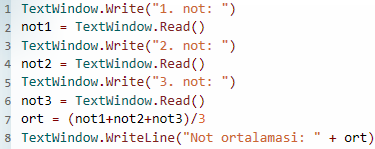 1 TextWindow.Write("1. not: ")
2 not1 = TextWindow.Read()
3 TextWindow.Write("2. not: ")
4 not2 = TextWindow.Read()
5 TextWindow.Write("3. not: ")
6 not3 = TextWindow.Read()
7 ort = (not1+not2+not3)/3
8 TextWindow.WriteLine("Not ortalamasi: " + ort)